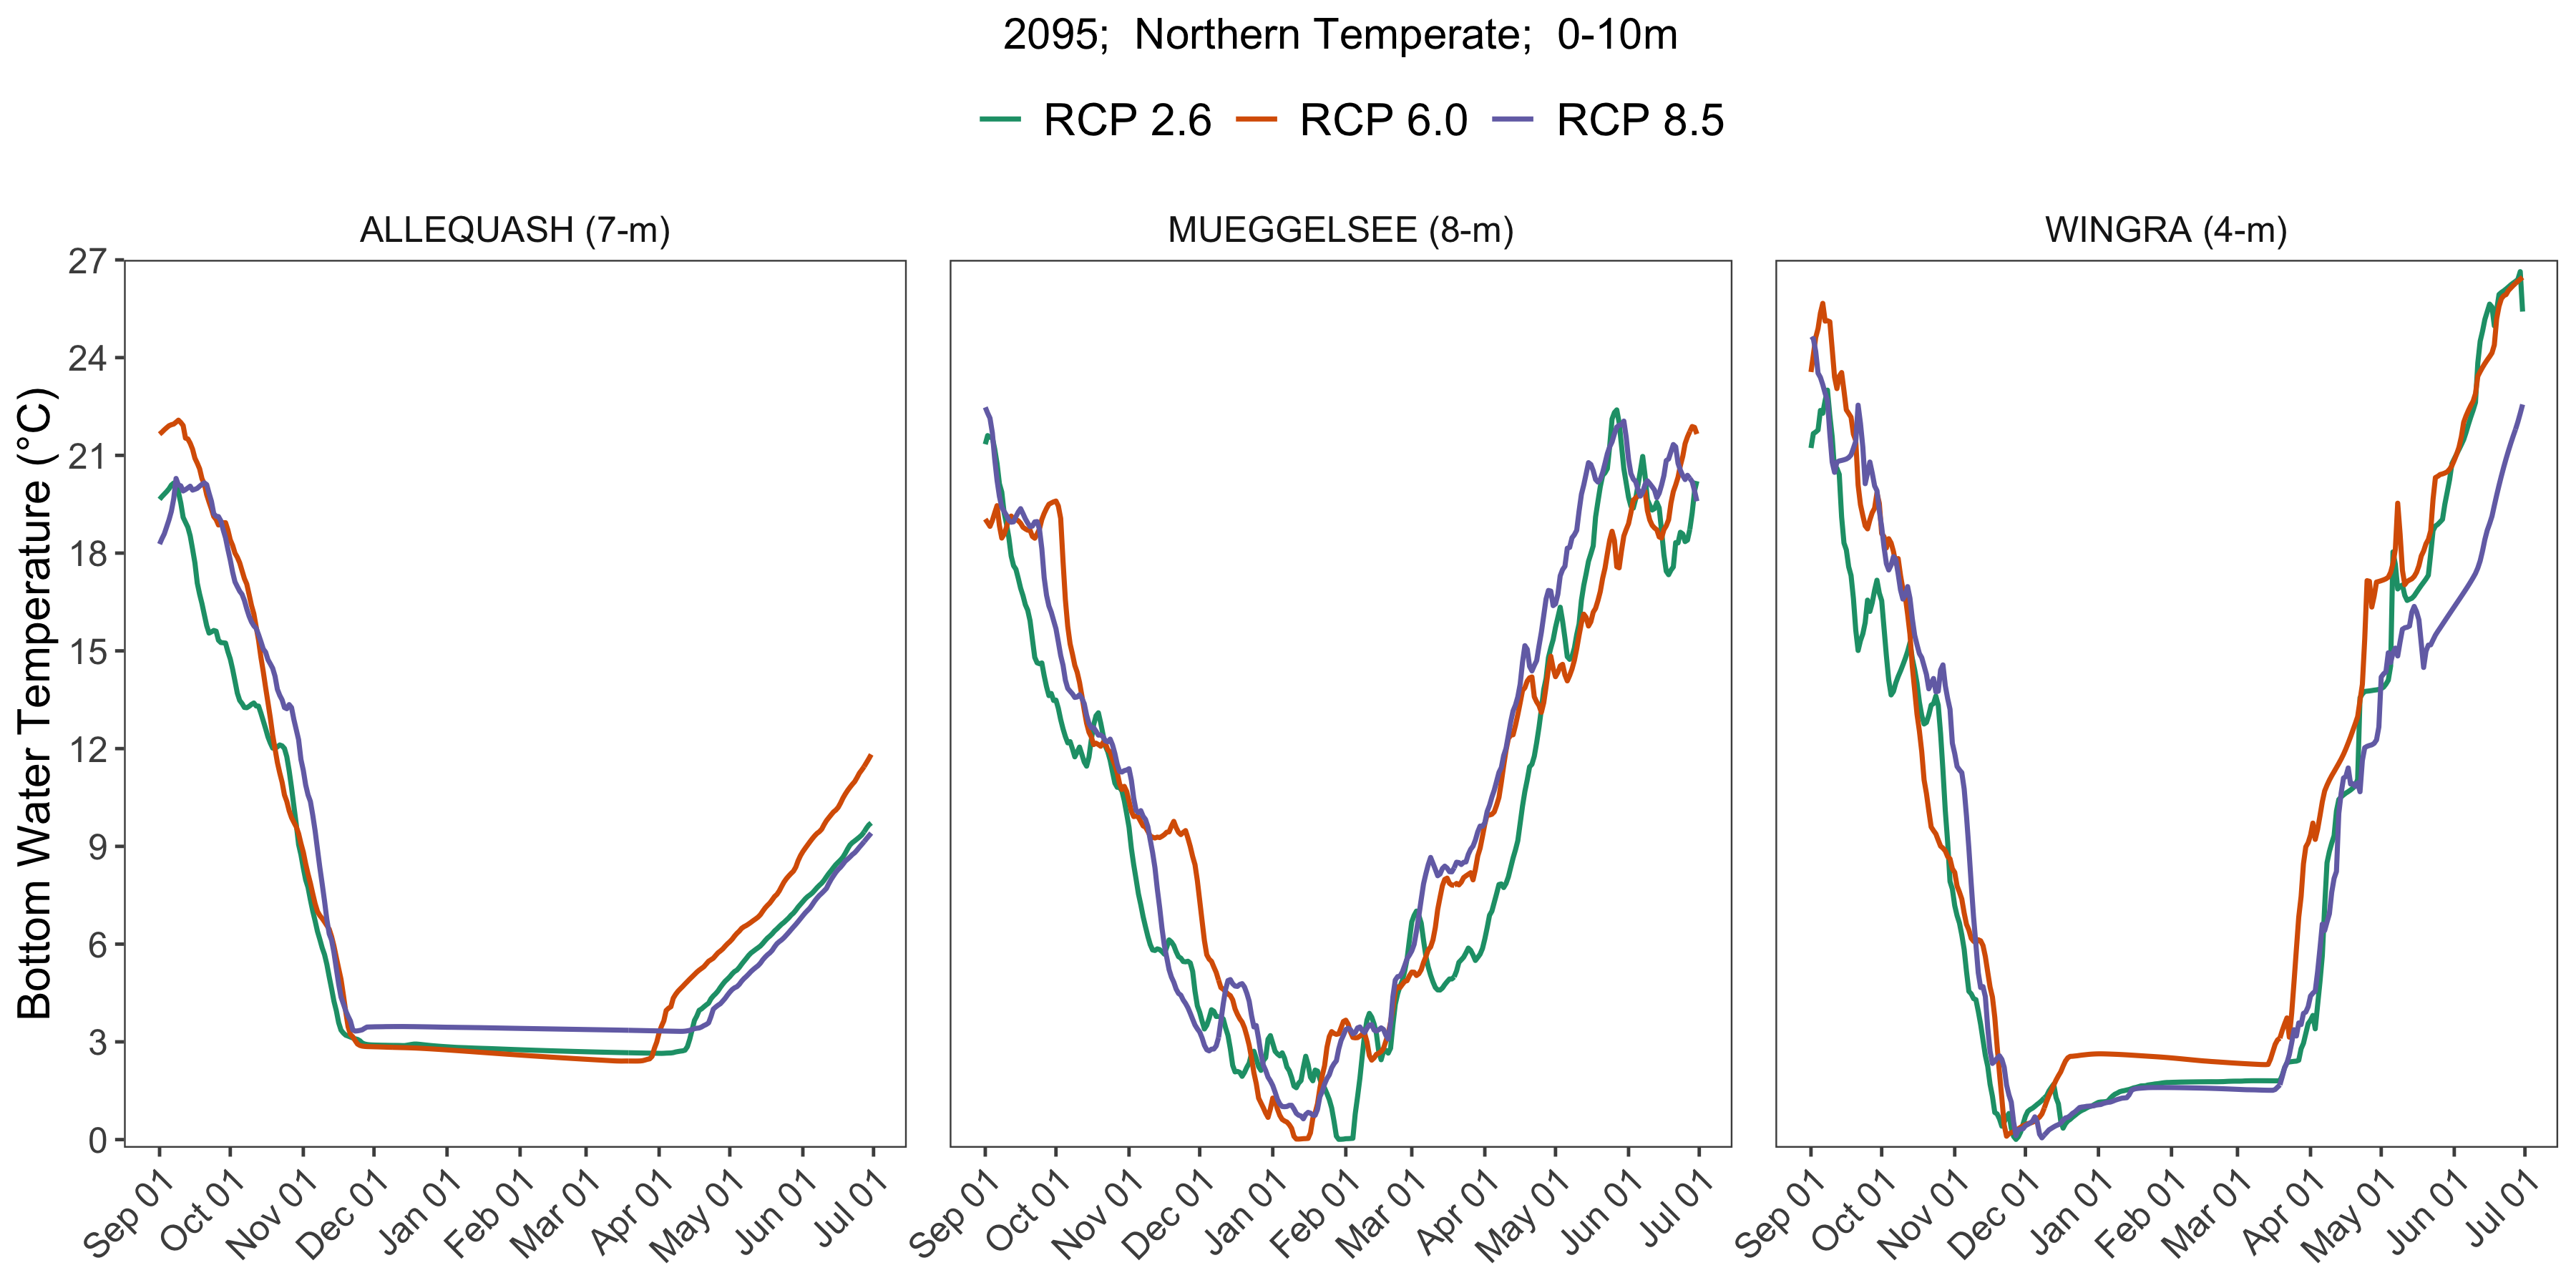 2095;  Northern Temperate;  0-10m
RCP 2.6 RCP 6.0 RCP 8.5
ALLEQUASH (7-m) MUEGGELSEE (8-m) WINGRA (4-m)
Bottom Water Temperature (°C)
27
24
21
18
15
12
9
6
3
0
Sep 01 Oct 01 Nov 01 Dec 01 Jan 01 Feb 01 Mar 01 Apr 01 May 01 Jun 01 Jul 01
Sep 01 Oct 01 Nov 01 Dec 01 Jan 01 Feb 01 Mar 01 Apr 01 May 01 Jun 01 Jul 01
Sep 01 Oct 01 Nov 01 Dec 01 Jan 01 Feb 01 Mar 01 Apr 01 May 01 Jun 01 Jul 01